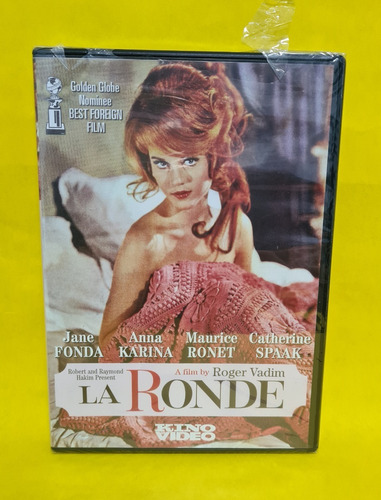 Golden Globe
Nominee
BEST FOREIGN
FILM
Jane FONDA
Anna KARINA
Maurice RONET
Catherine SPAAK
Robert and Raymond
Hakim Present
A film by Roger Vadim
LA RONDE
KINO
VIDEO